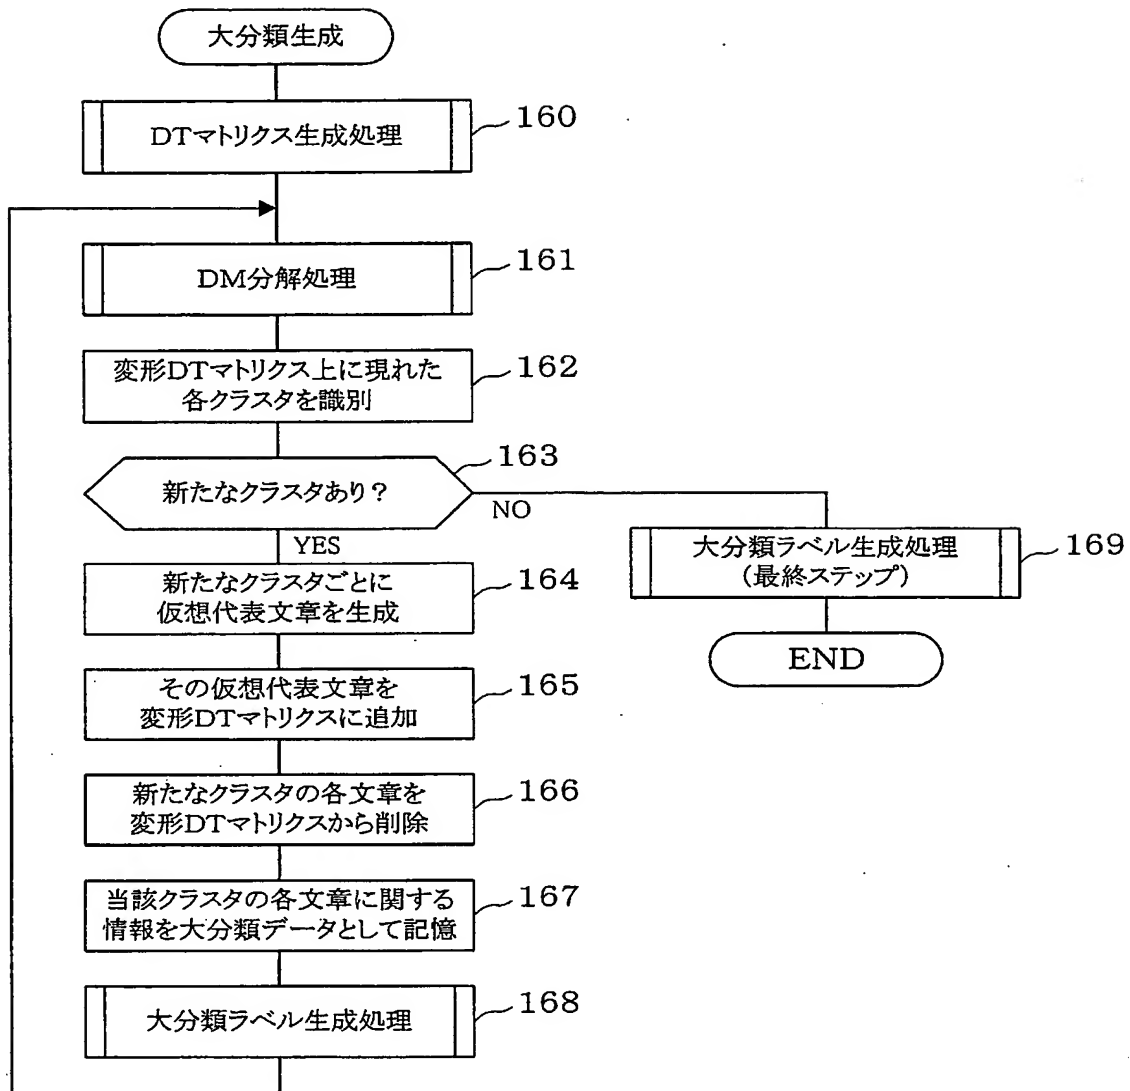 大分類生成
DTマトリクス生成処理
160
DM分解処理
161
変形DTマトリクス上に現れた
各クラスタを識別
162
新たなクラスタあり?
163
NO
YES
大分類ラベル生成処理
(最終ステップ)
169
END
新たなクラスタごとに
仮想代表文章を生成
164
その仮想代表文章を
変形DTマトリクスに追加
165
新たなクラスタの各文章を
変形DTマトリクスから削除
166
当該クラスタの各文章に関する
情報を大分類データとして記憶
167
大分類ラベル生成処理
168